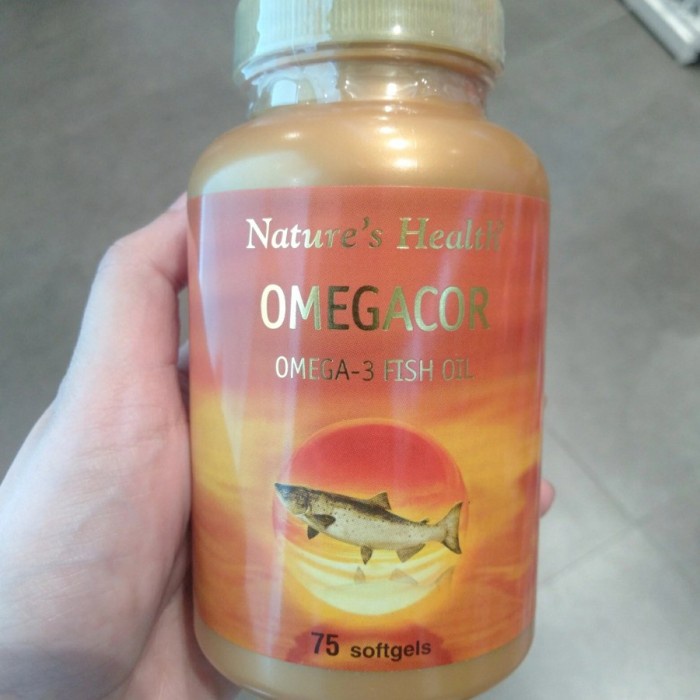 Nature's Health
OMEGACOR
OMEGA-3 FISH OIL
75 softgels